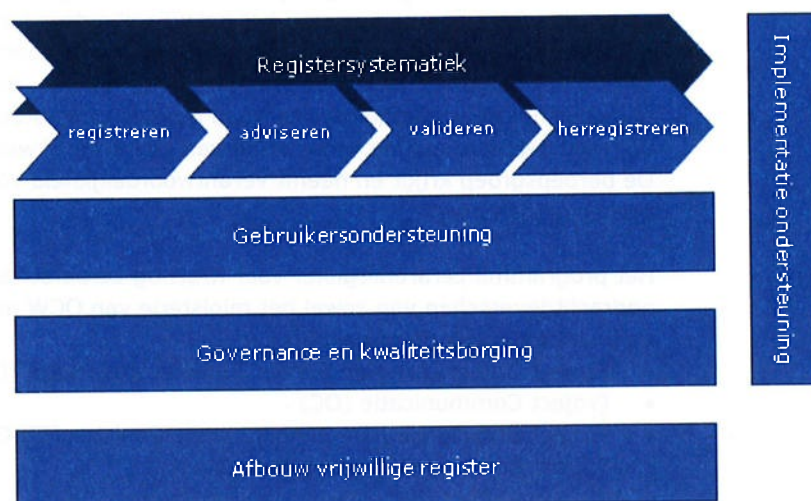 Registersystematiek
registreren adviseren valideren herregistreren
Gebruikersondersteuning
Governance en kwaliteitsborging
Afbouw vrijwillige register
Implementatie ondersteuning